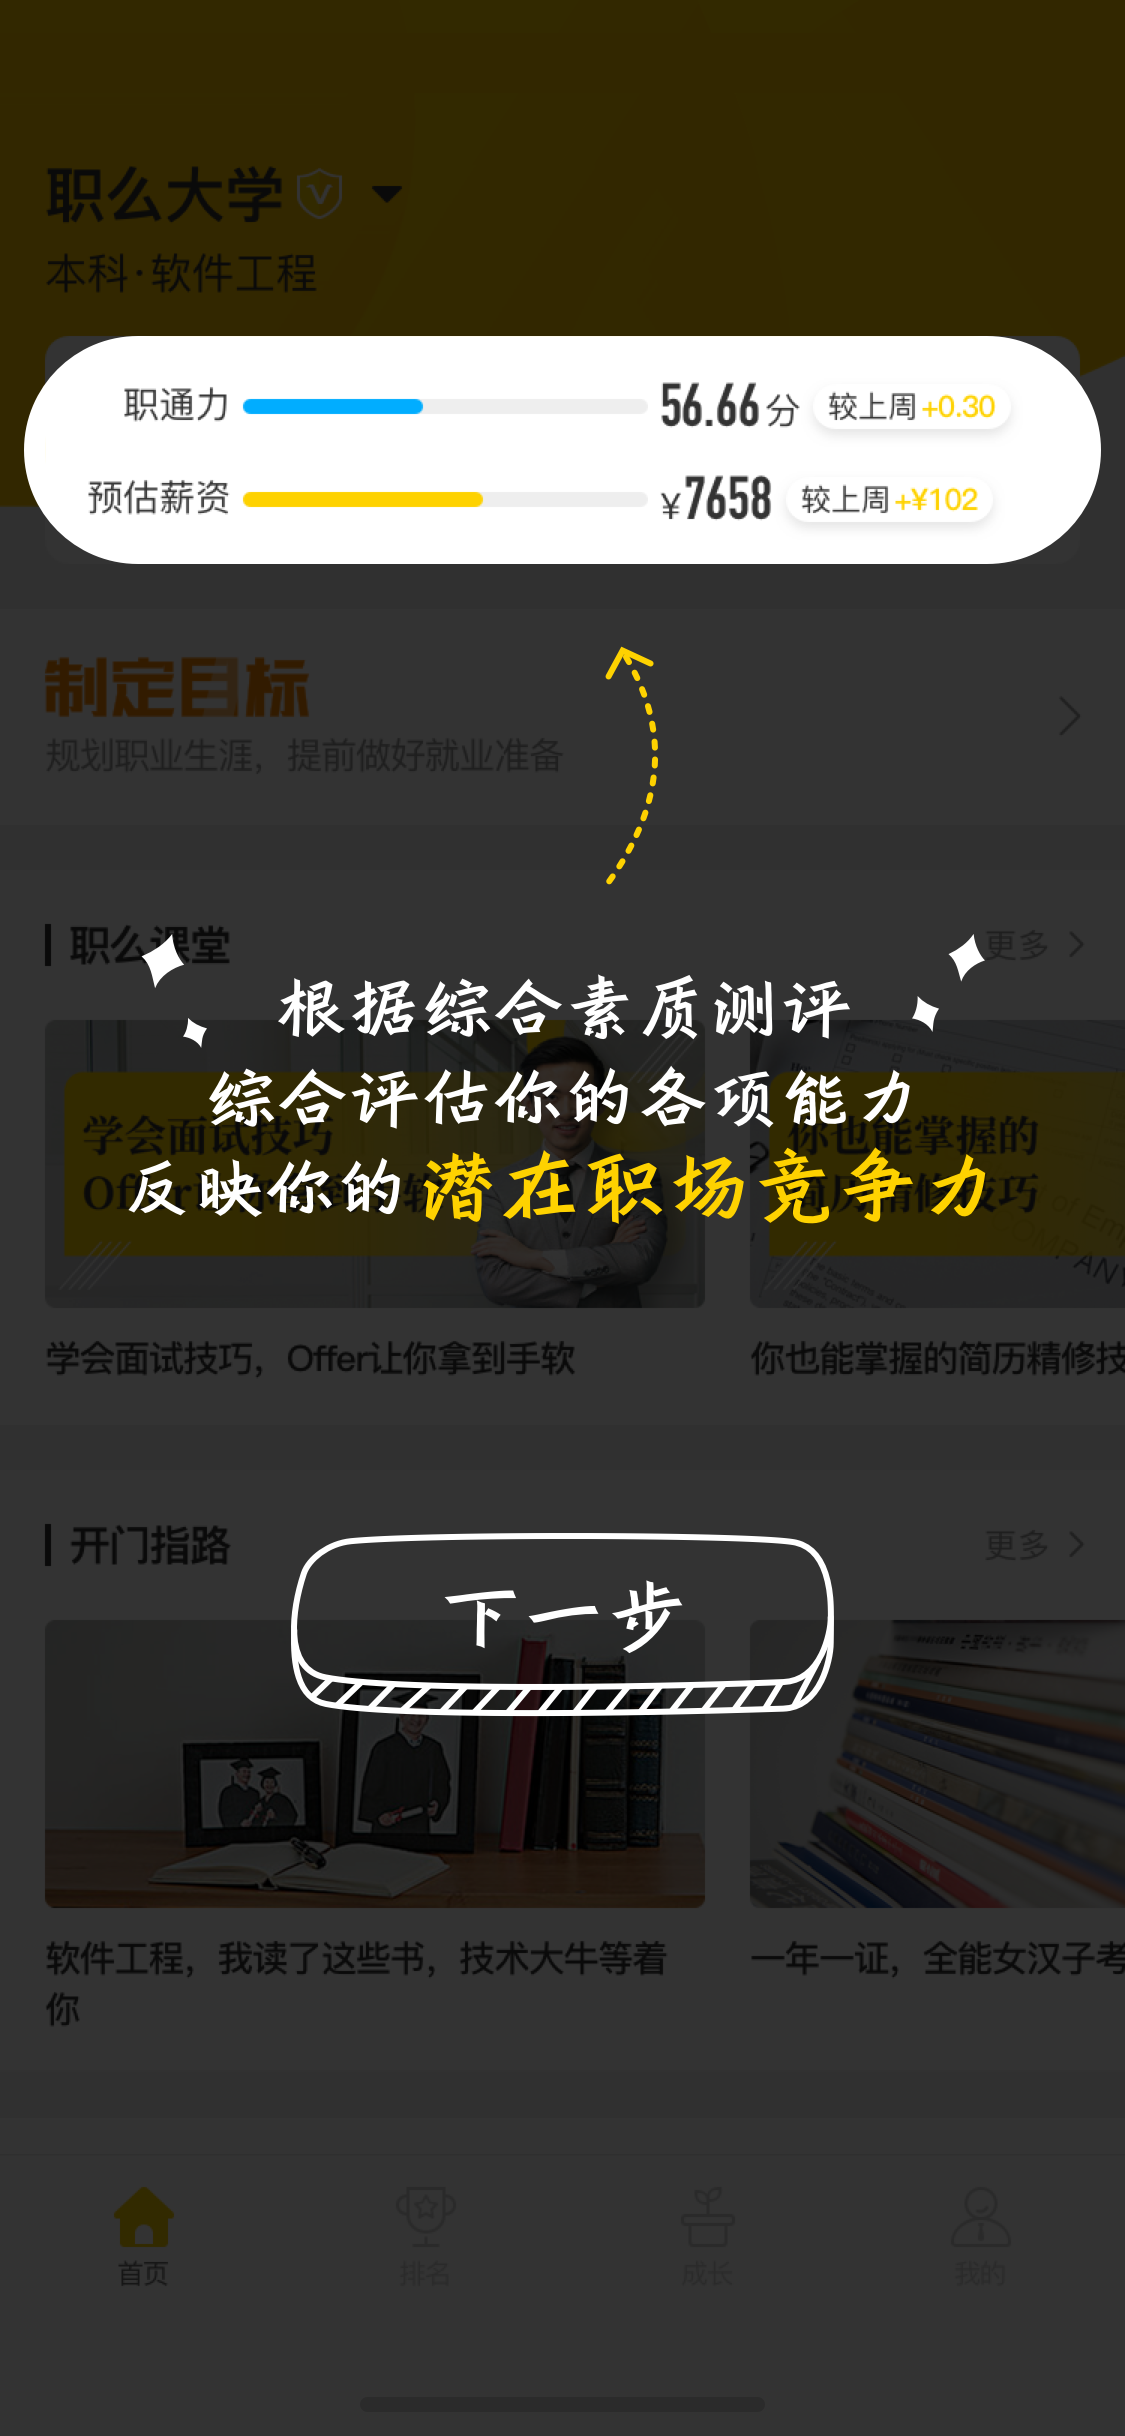 职么大学
本科·软件工程
职通力 56.66分 较上周+0.30
预估薪资 ¥7658 较上周+¥102
制定目标
规划职业生涯，提前做好就业准备
职么课堂 更多
根据综合素质测评
综合评估你的各项能力
反映你的潜在职场竞争力
学会面试技巧
你也能掌握的
学会面试技巧，Offer让你拿到手软
你也能掌握的简历精修技
开门指路 更多
下一步
软件工程，我读了这些书，技术大牛等着
你
一年一证，全能女汉子考
首页 排名 成长 我的